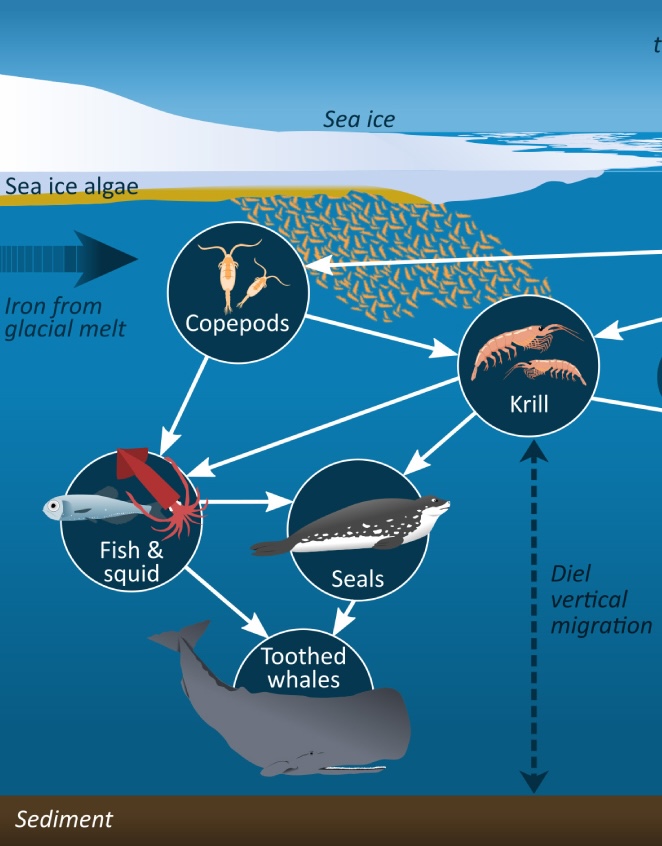 t
Sea ice
Sea ice algae
Iron from
glacial melt
Copepods
Krill
Fish &
squid
Seals
Diel
vertical
migration
Toothed
whales
Sediment